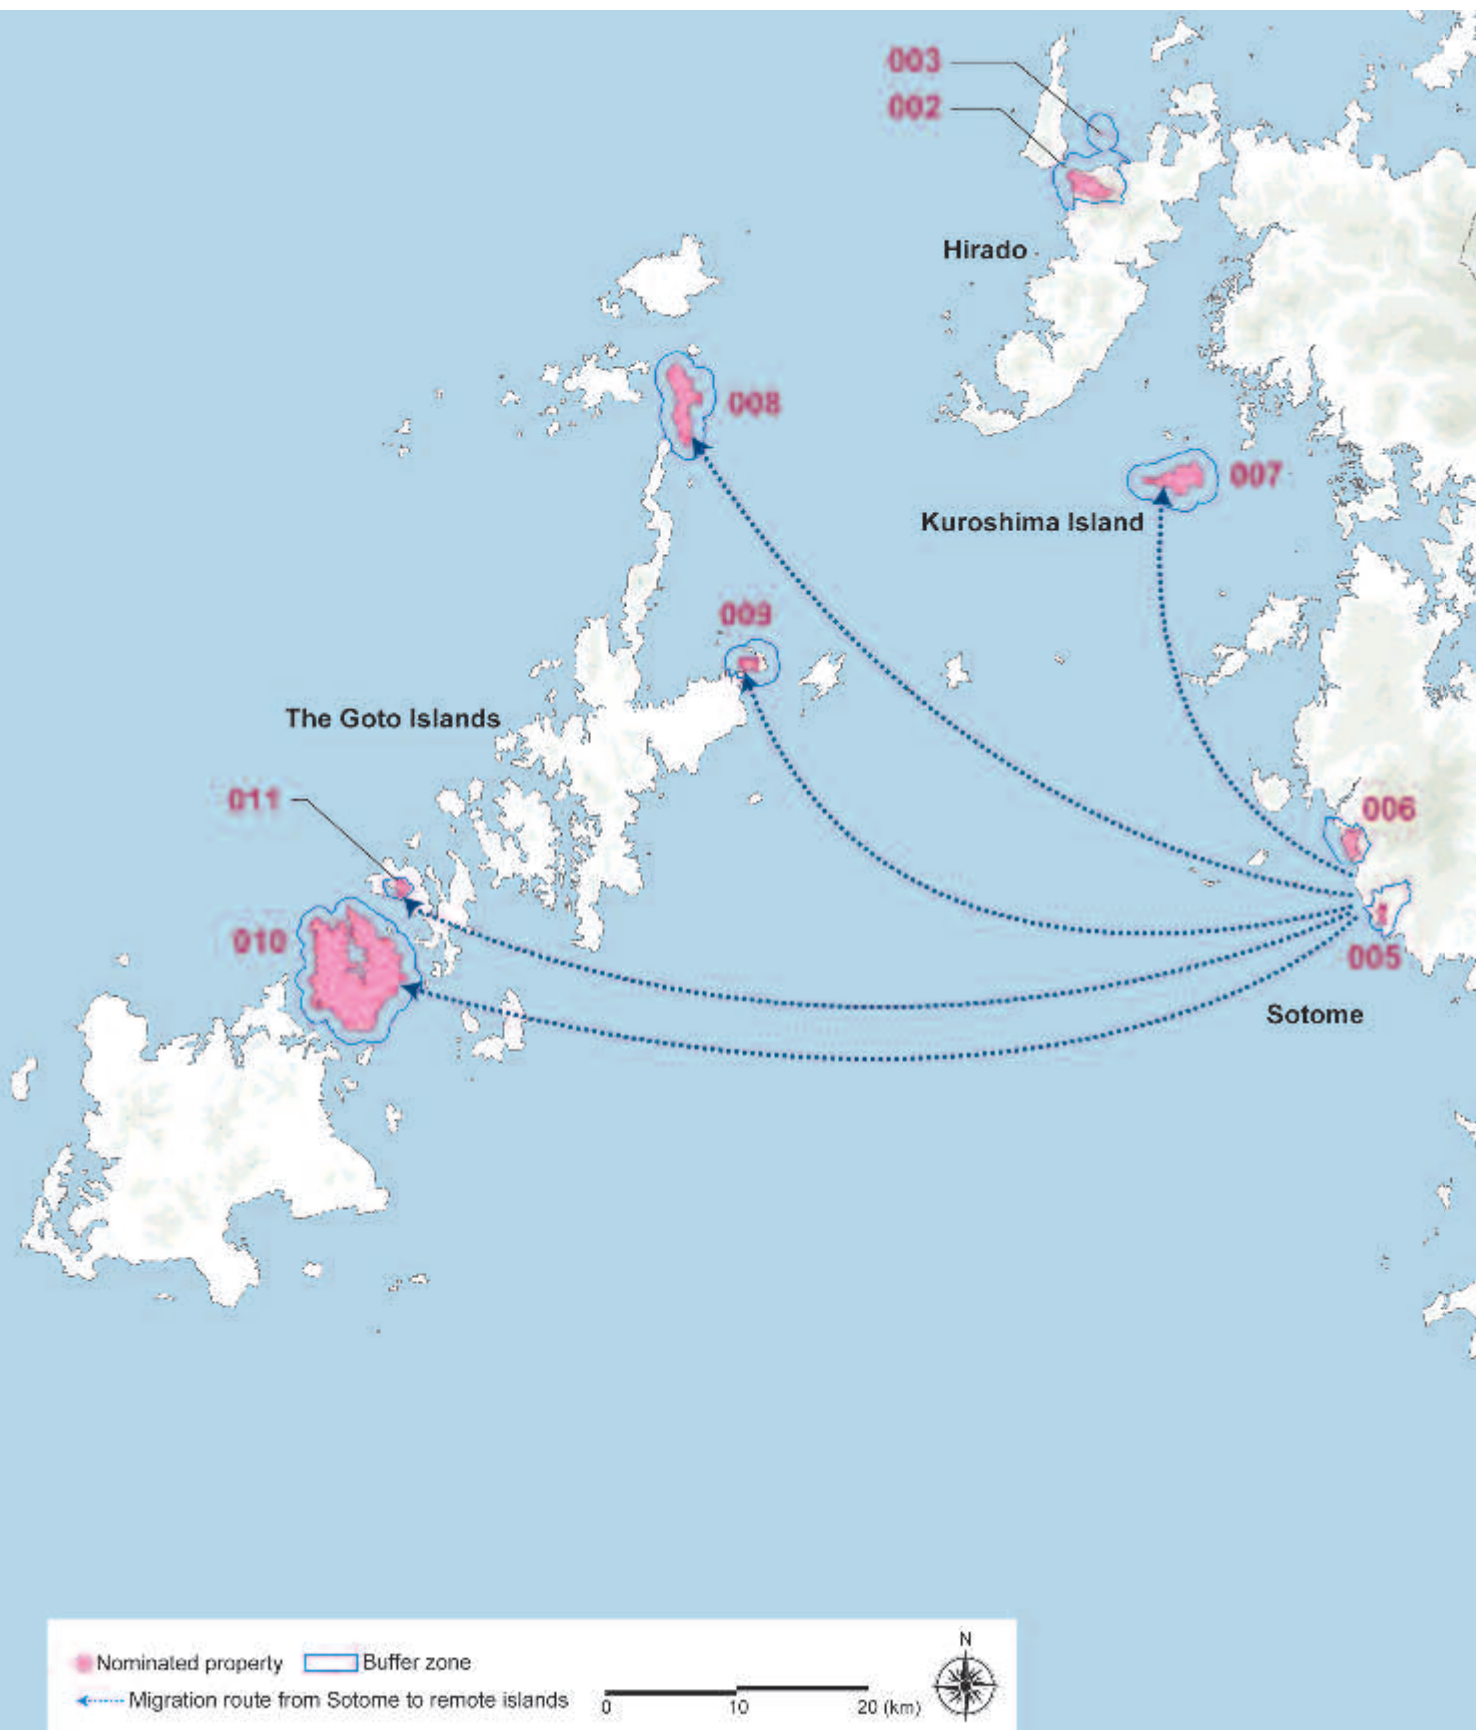 003
002
Hirado
008
007
Kuroshima Island
009
The Goto Islands
011
006
010
005
Sotome
N
Nominated property
Buffer zone
Migration route from Sotome to remote islands
0 10 20 (km)